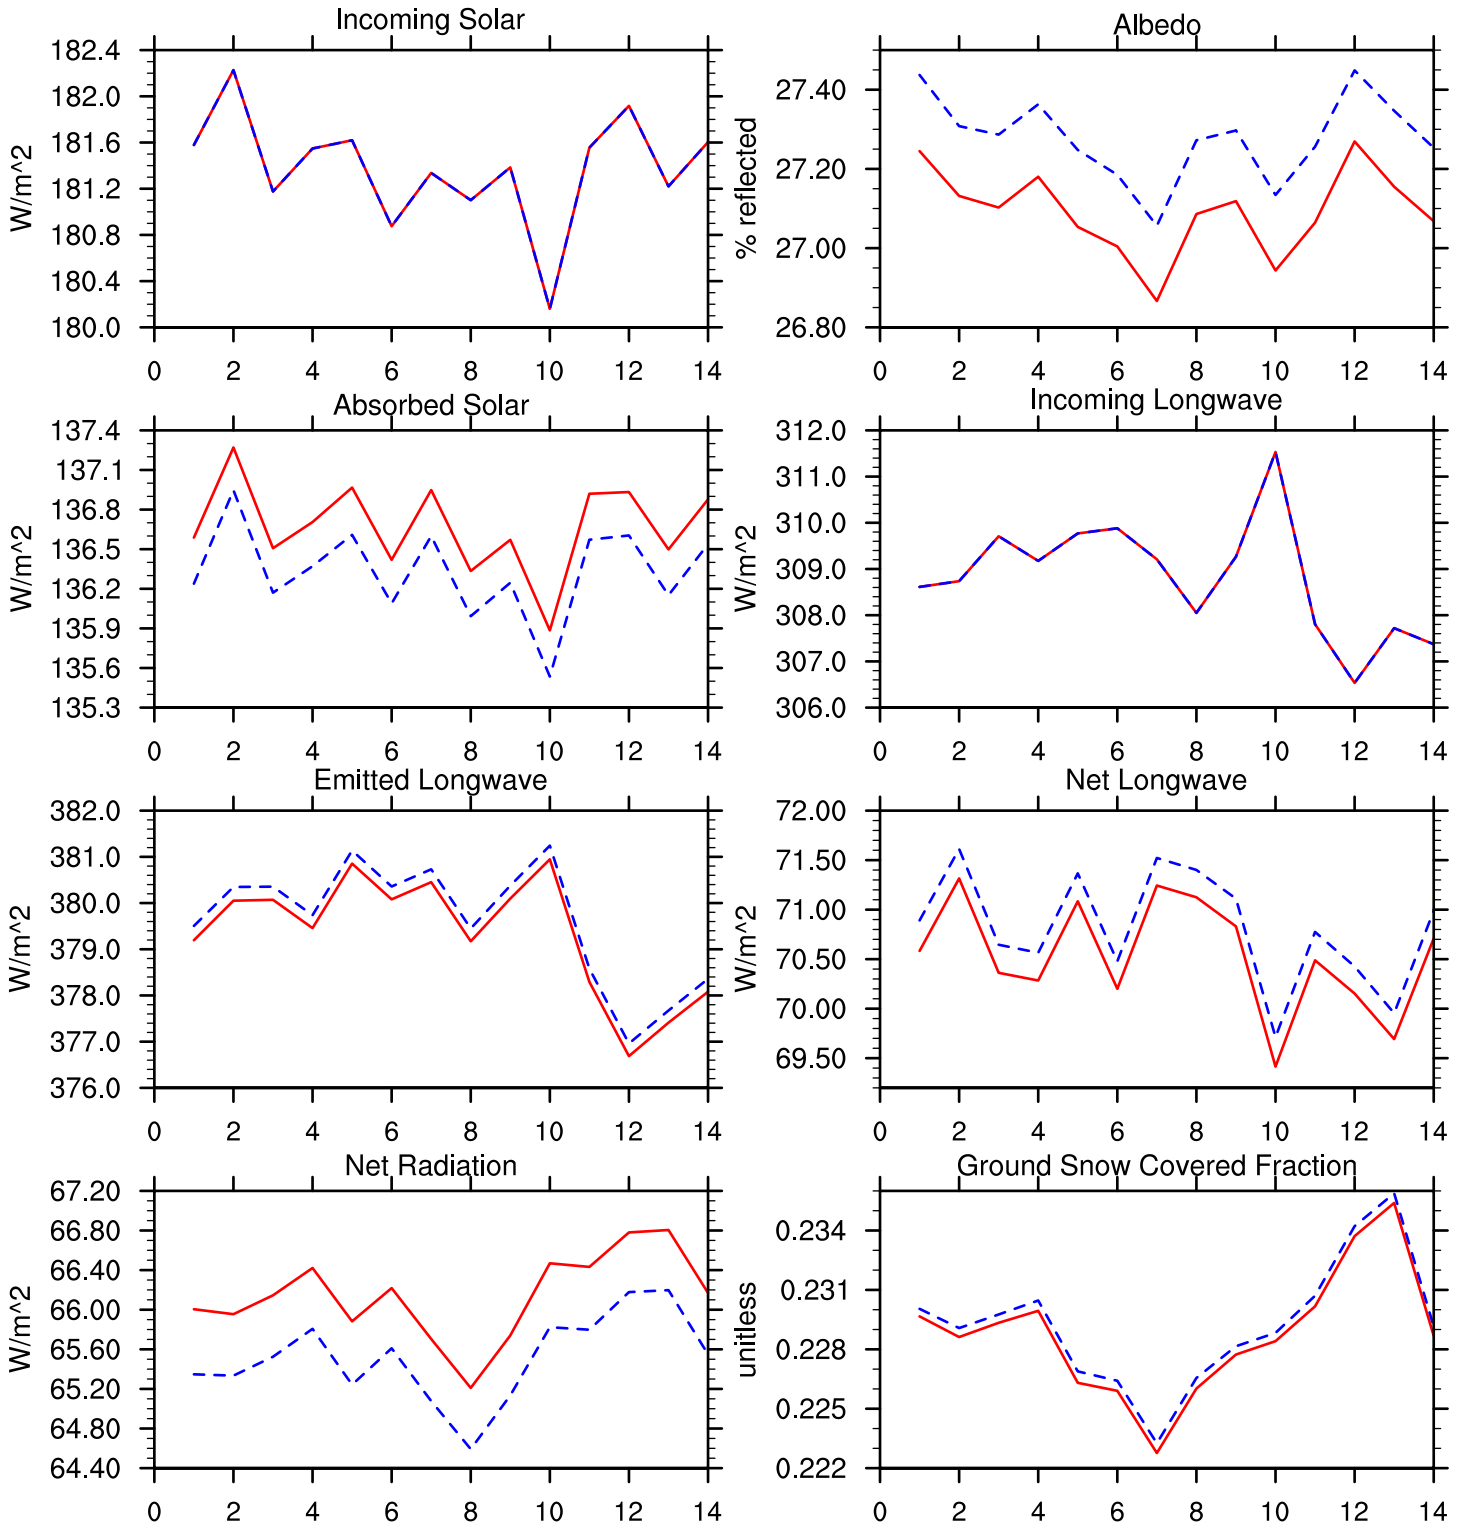 Incoming Solar
W/m^2
182.4
182.0
181.6
181.2
180.8
180.4
180.0
0 2 4 6 8 10 12 14
Albedo
% reflected
27.40
27.20
27.00
26.80
0 2 4 6 8 10 12 14
Absorbed Solar
W/m^2
137.4
137.1
136.8
136.5
136.2
135.9
135.6
135.3
0 2 4 6 8 10 12 14
Incoming Longwave
W/m^2
312.0
311.0
310.0
309.0
308.0
307.0
306.0
0 2 4 6 8 10 12 14
Emitted Longwave
W/m^2
382.0
381.0
380.0
379.0
378.0
377.0
376.0
0 2 4 6 8 10 12 14
Net Longwave
W/m^2
72.00
71.50
71.00
70.50
70.00
69.50
0 2 4 6 8 10 12 14
Net Radiation
W/m^2
67.20
66.80
66.40
66.00
65.60
65.20
64.80
64.40
0 2 4 6 8 10 12 14
Ground Snow Covered Fraction
unitless
0.234
0.231
0.228
0.225
0.222
0 2 4 6 8 10 12 14